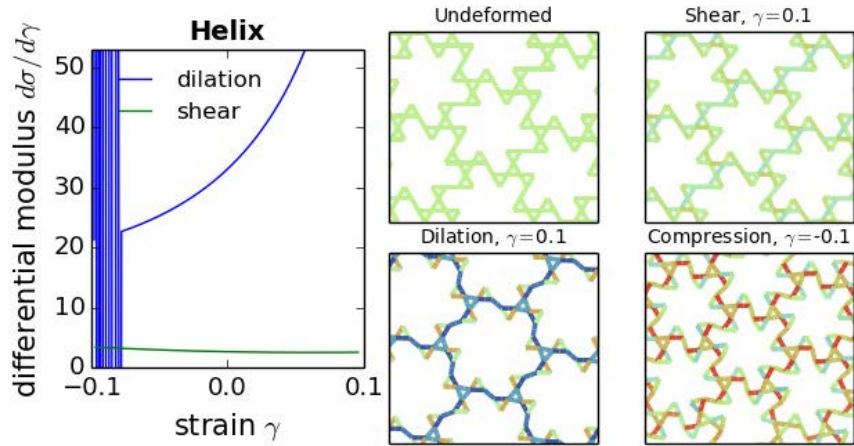 Helix
differential modulus dσ/dγ
50
40
30
20
10
0
dilation
shear
−0.1
0.0
0.1
strain γ
Undeformed
Shear, γ=0.1
Dilation, γ=0.1
Compression, γ=-0.1